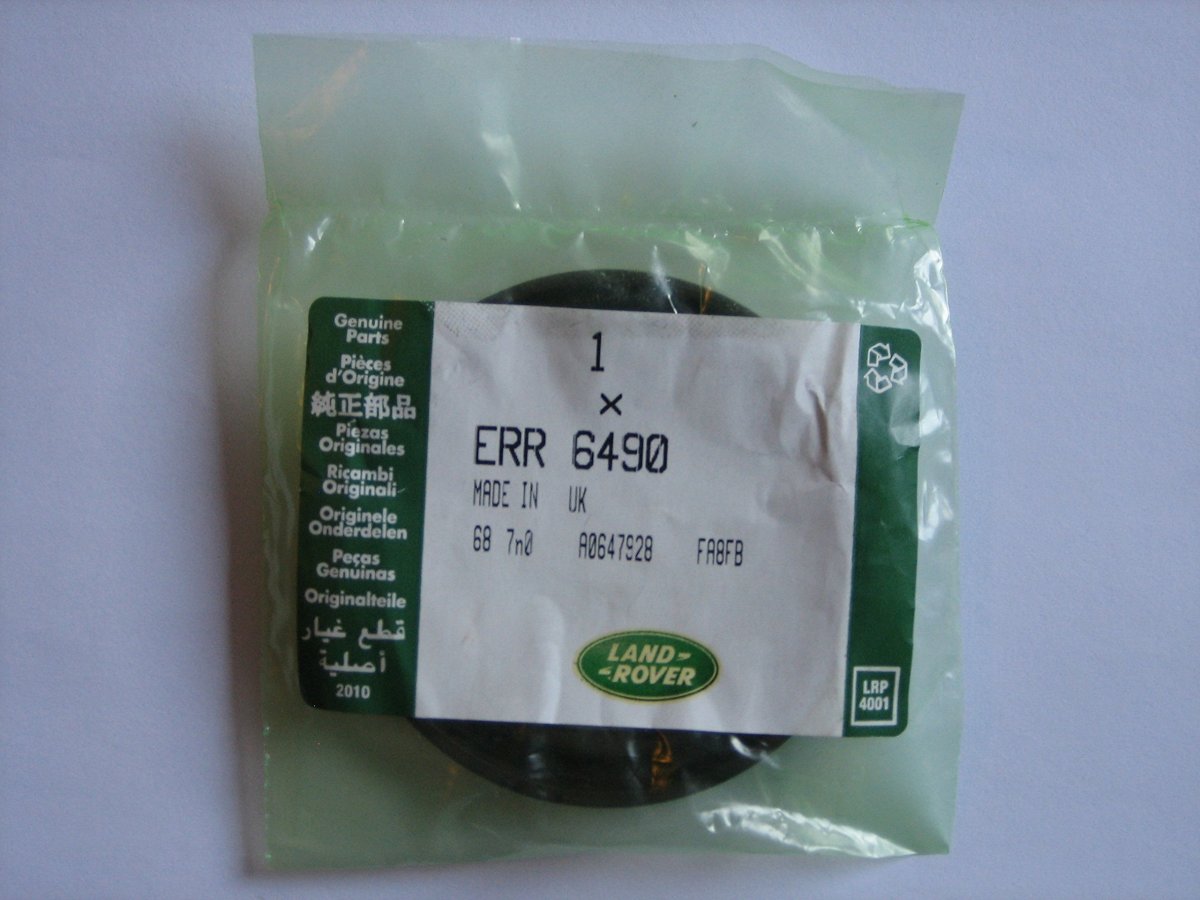 Genuine
Parts
Pièces
d'Origine
純正部品
Piezas
Originales
Ricambi
Originali
Originele
Onderdelen
Peças
Genuinas
Originalteile
قطع غيار
أصلية
2010
1
×
ERR 6490
MADE IN UK
68 7n0 A0647928 FA8FB
LAND-
-ROVER
LRP
4001